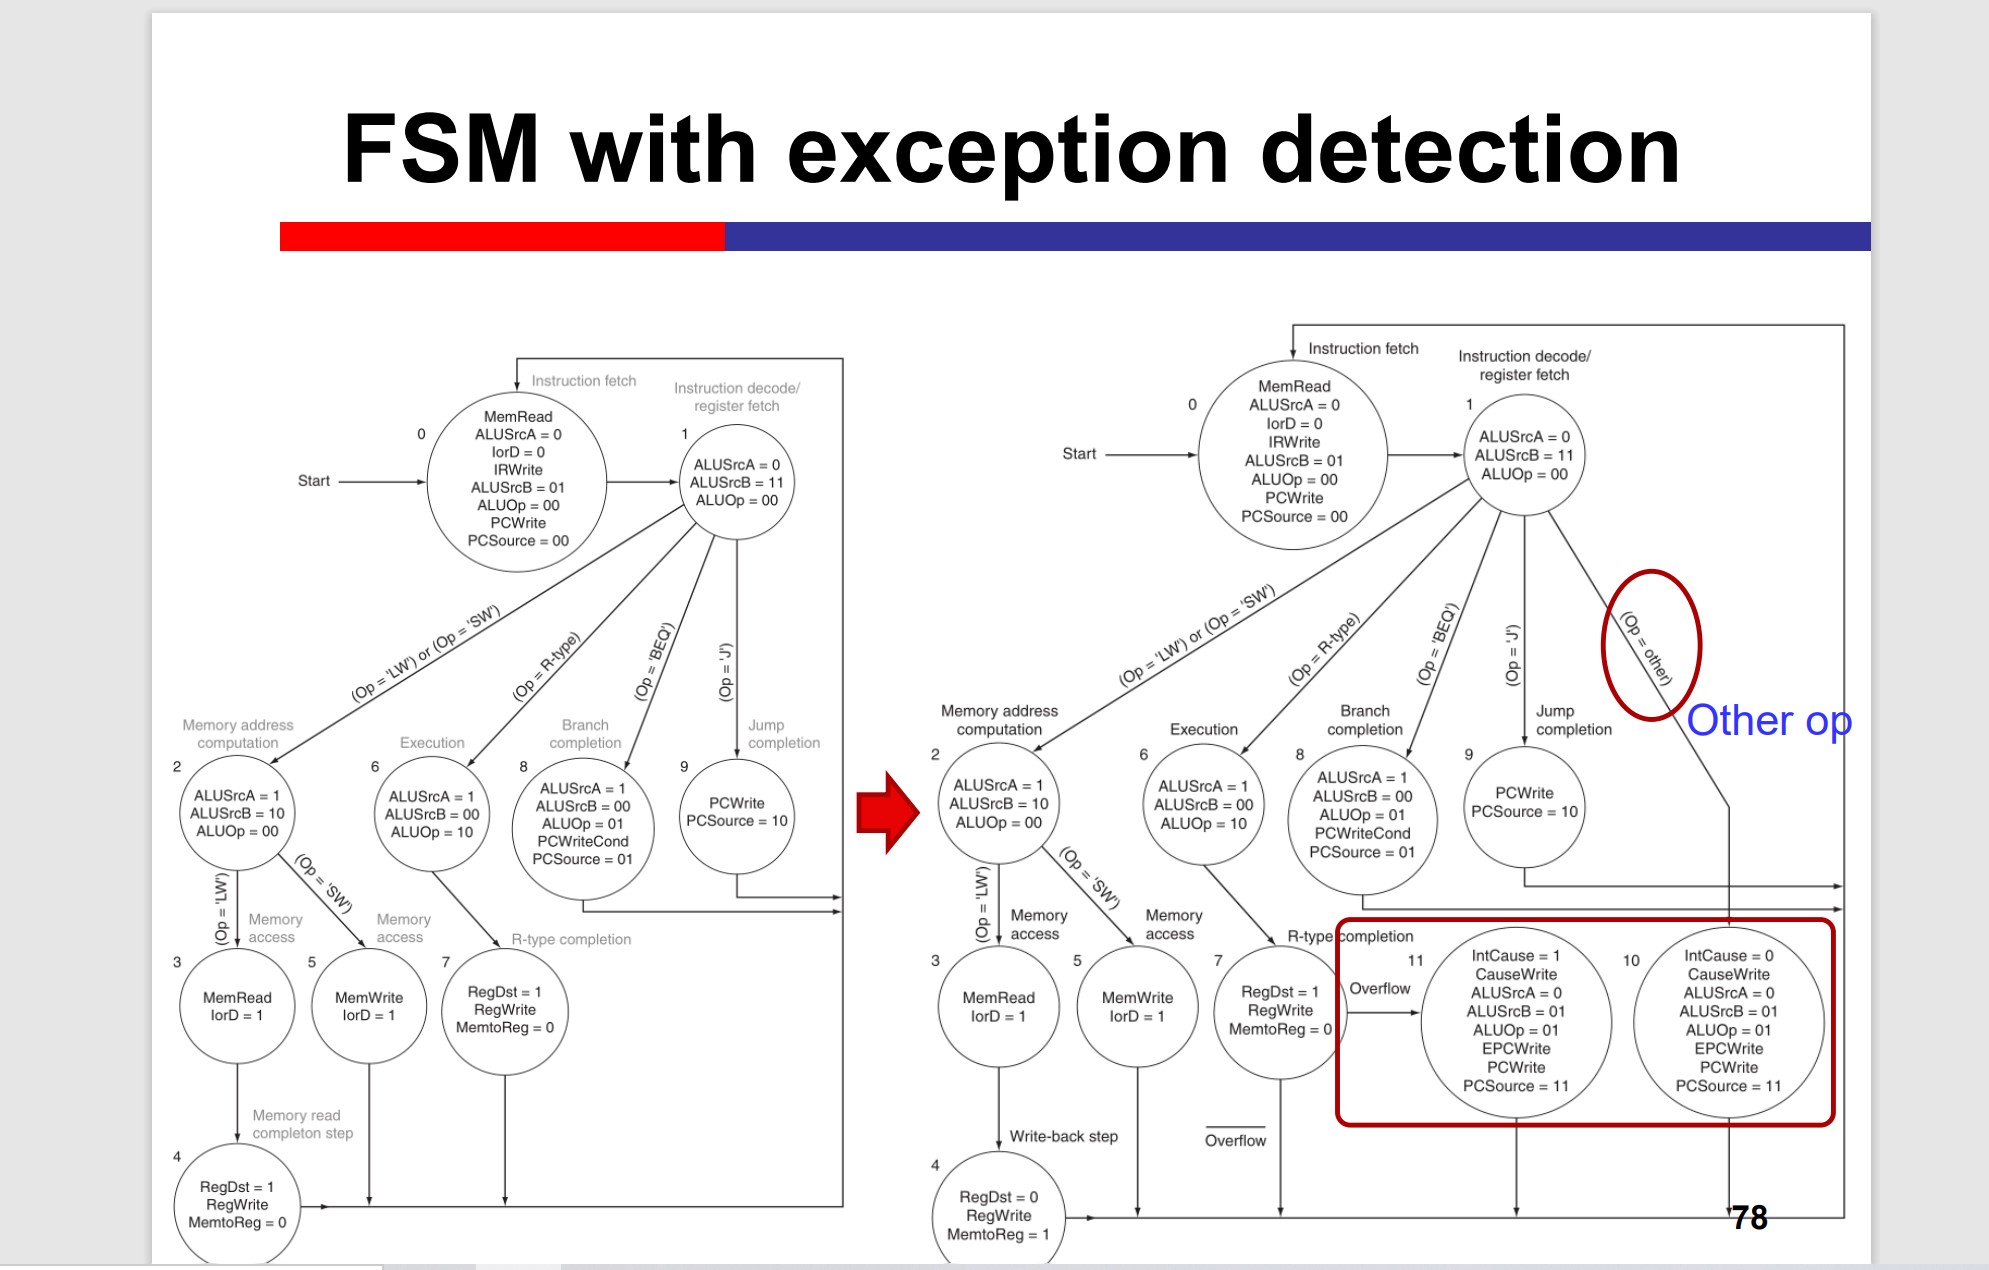 FSM with exception detection
Instruction fetch
Instruction decode/
register fetch
0
MemRead
ALUSrcA = 0
IorD = 0
IRWrite
ALUSrcB = 01
ALUOp = 00
PCWrite
PCSource = 00
Start
1
ALUSrcA = 0
ALUSrcB = 11
ALUOp = 00
(Op = 'LW') or (Op = 'SW')
(Op = R-type)
(Op = 'BEQ')
(Op = 'J')
Memory address
computation
2
ALUSrcA = 1
ALUSrcB = 10
ALUOp = 00
Execution
6
ALUSrcA = 1
ALUSrcB = 00
ALUOp = 10
Branch
completion
8
ALUSrcA = 1
ALUSrcB = 00
ALUOp = 01
PCWriteCond
PCSource = 01
Jump
completion
9
PCWrite
PCSource = 10
(Op = 'LW')
(Op = 'SW')
Memory
access
3
MemRead
IorD = 1
Memory
access
5
MemWrite
IorD = 1
R-type completion
7
RegDst = 1
RegWrite
MemtoReg = 0
Memory read
completon step
4
RegDst = 1
RegWrite
MemtoReg = 0
Instruction fetch
Instruction decode/
register fetch
0
MemRead
ALUSrcA = 0
IorD = 0
IRWrite
ALUSrcB = 01
ALUOp = 00
PCWrite
PCSource = 00
Start
1
ALUSrcA = 0
ALUSrcB = 11
ALUOp = 00
(Op = 'LW') or (Op = 'SW')
(Op = R-type)
(Op = 'BEQ')
(Op = 'J')
(Op = other)
Other op
Memory address
computation
2
ALUSrcA = 1
ALUSrcB = 10
ALUOp = 00
Execution
6
ALUSrcA = 1
ALUSrcB = 00
ALUOp = 10
Branch
completion
8
ALUSrcA = 1
ALUSrcB = 00
ALUOp = 01
PCWriteCond
PCSource = 01
Jump
completion
9
PCWrite
PCSource = 10
(Op = 'LW')
(Op = 'SW')
Memory
access
3
MemRead
IorD = 1
Memory
access
5
MemWrite
IorD = 1
R-type completion
7
RegDst = 1
RegWrite
MemtoReg = 0
Overflow
11
IntCause = 1
CauseWrite
ALUSrcA = 0
ALUSrcB = 01
ALUOp = 01
EPCWrite
PCWrite
PCSource = 11
10
IntCause = 0
CauseWrite
ALUSrcA = 0
ALUSrcB = 01
ALUOp = 01
EPCWrite
PCWrite
PCSource = 11
Write-back step
Overflow
4
RegDst = 0
RegWrite
MemtoReg = 1
78